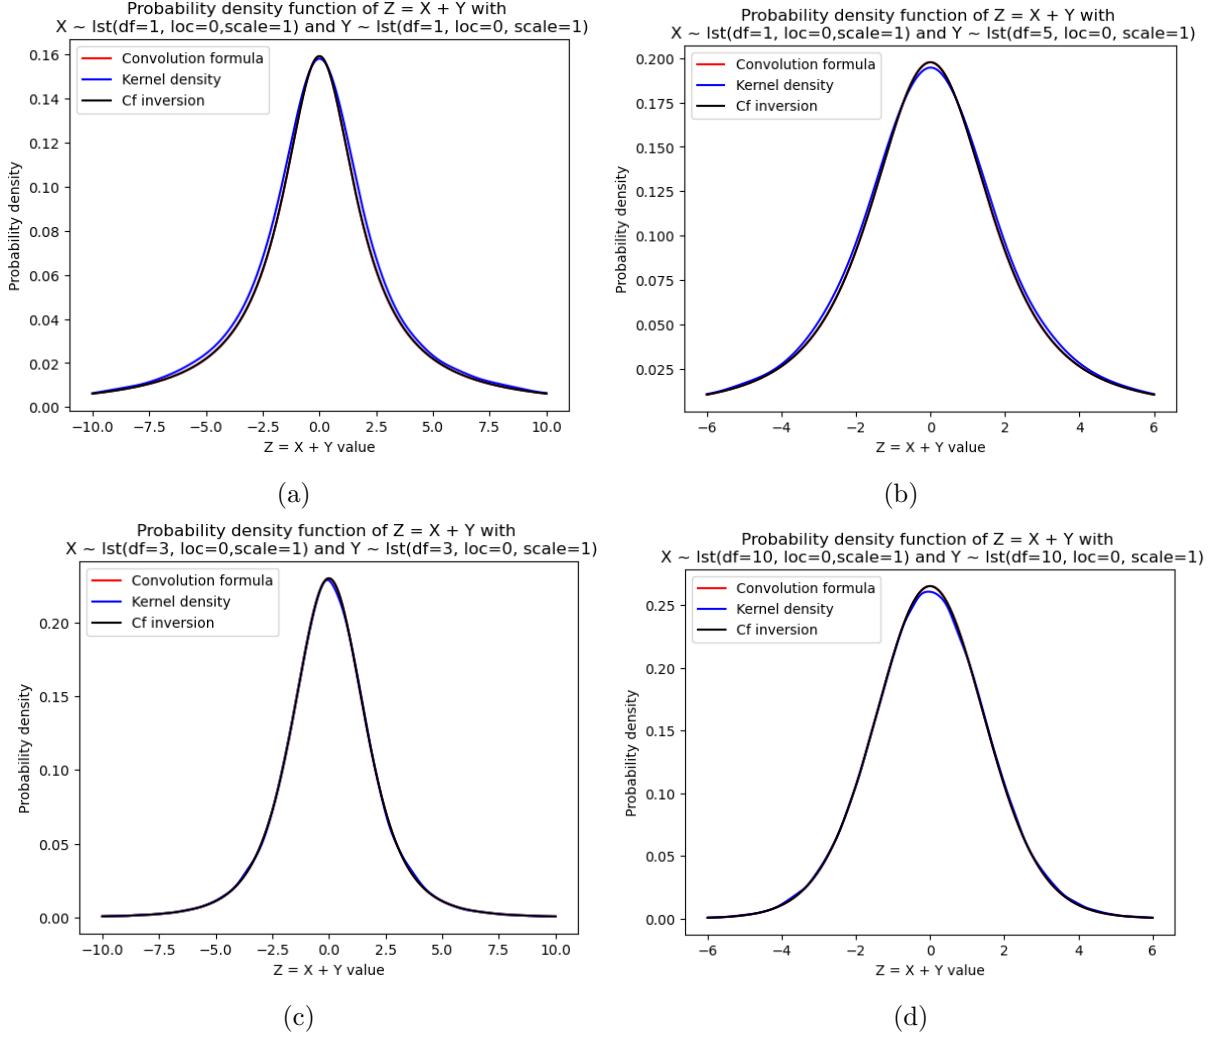 Probability density function of Z = X + Y with
X ~ lst(df=1, loc=0,scale=1) and Y ~ lst(df=1, loc=0, scale=1)
Convolution formula
Kernel density
Cf inversion
Probability density
0.16
0.14
0.12
0.10
0.08
0.06
0.04
0.02
0.00
−10.0 −7.5 −5.0 −2.5 0.0 2.5 5.0 7.5 10.0
Z = X + Y value
(a)
Probability density function of Z = X + Y with
X ~ lst(df=1, loc=0,scale=1) and Y ~ lst(df=5, loc=0, scale=1)
Convolution formula
Kernel density
Cf inversion
Probability density
0.200
0.175
0.150
0.125
0.100
0.075
0.050
0.025
−6 −4 −2 0 2 4 6
Z = X + Y value
(b)
Probability density function of Z = X + Y with
X ~ lst(df=3, loc=0,scale=1) and Y ~ lst(df=3, loc=0, scale=1)
Convolution formula
Kernel density
Cf inversion
Probability density
0.20
0.15
0.10
0.05
0.00
−10.0 −7.5 −5.0 −2.5 0.0 2.5 5.0 7.5 10.0
Z = X + Y value
(c)
Probability density function of Z = X + Y with
X ~ lst(df=10, loc=0,scale=1) and Y ~ lst(df=10, loc=0, scale=1)
Convolution formula
Kernel density
Cf inversion
Probability density
0.25
0.20
0.15
0.10
0.05
0.00
−6 −4 −2 0 2 4 6
Z = X + Y value
(d)